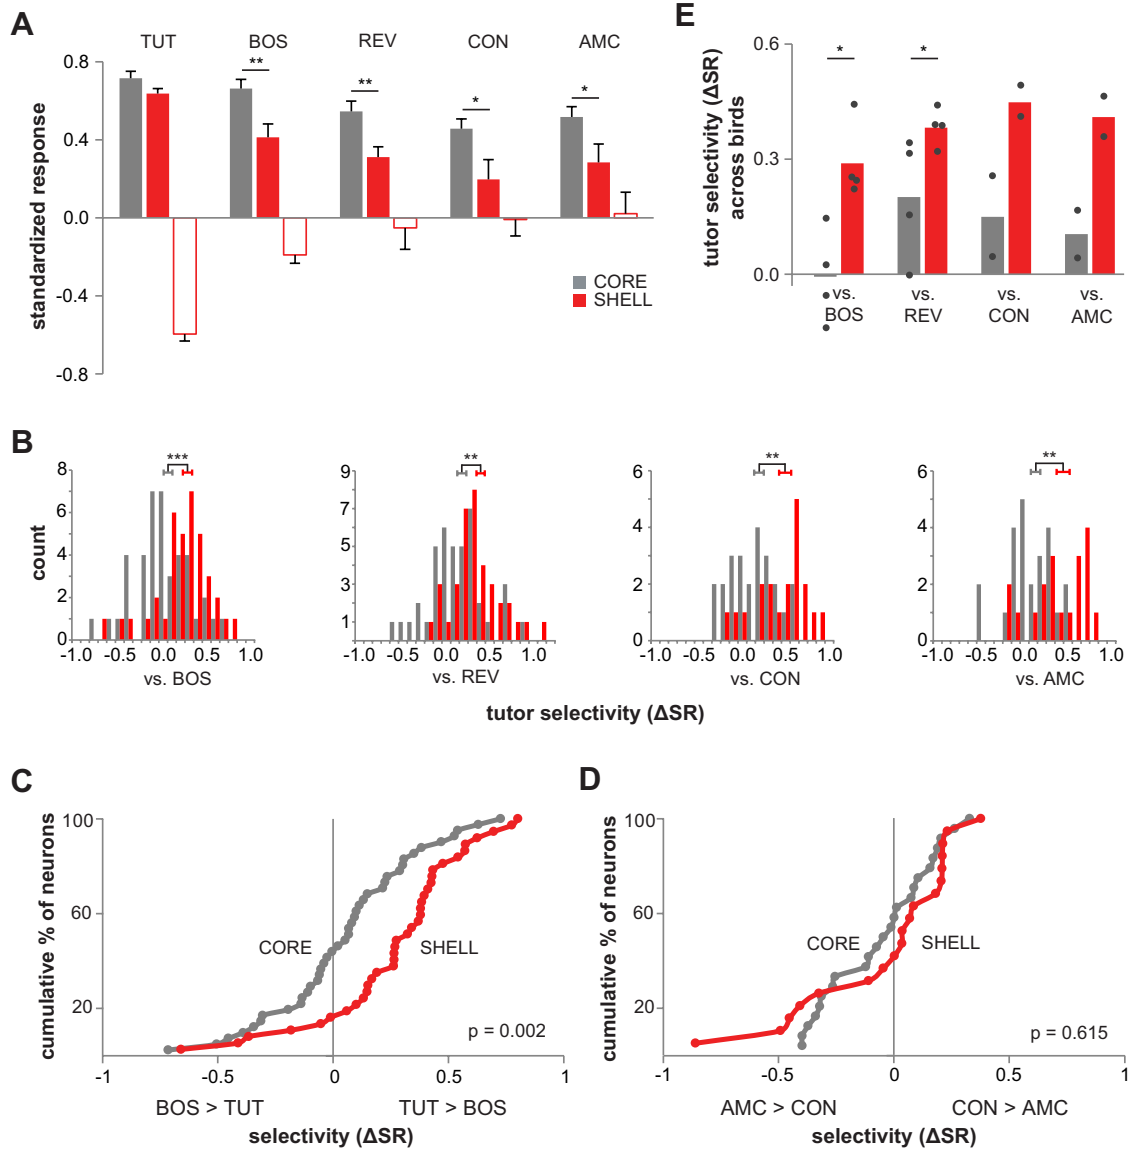 A
TUT BOS REV CON AMC
** ** * *
0.8
0.4
0.0
-0.4
-0.8
standardized response
CORE
SHELL
E
0.6
0.3
0.0
tutor selectivity (ΔSR)
across birds
* *
vs. vs. vs. vs.
BOS REV CON AMC
B
count
8
6
4
2
0
***
-1.0 -0.5 0.0 0.5 1.0
vs. BOS
9
7
5
3
1
**
-1.0 -0.5 0.0 0.5 1.0
vs. REV
6
4
2
0
**
-1.0 -0.5 0.0 0.5 1.0
vs. CON
6
4
2
0
**
-1.0 -0.5 0.0 0.5 1.0
vs. AMC
tutor selectivity (ΔSR)
C
cumulative % of neurons
100
60
20
CORE SHELL
p = 0.002
-1 -0.5 0 0.5 1
BOS > TUT TUT > BOS
selectivity (ΔSR)
D
cumulative % of neurons
100
60
20
CORE SHELL
p = 0.615
-1 -0.5 0 0.5 1
AMC > CON CON > AMC
selectivity (ΔSR)